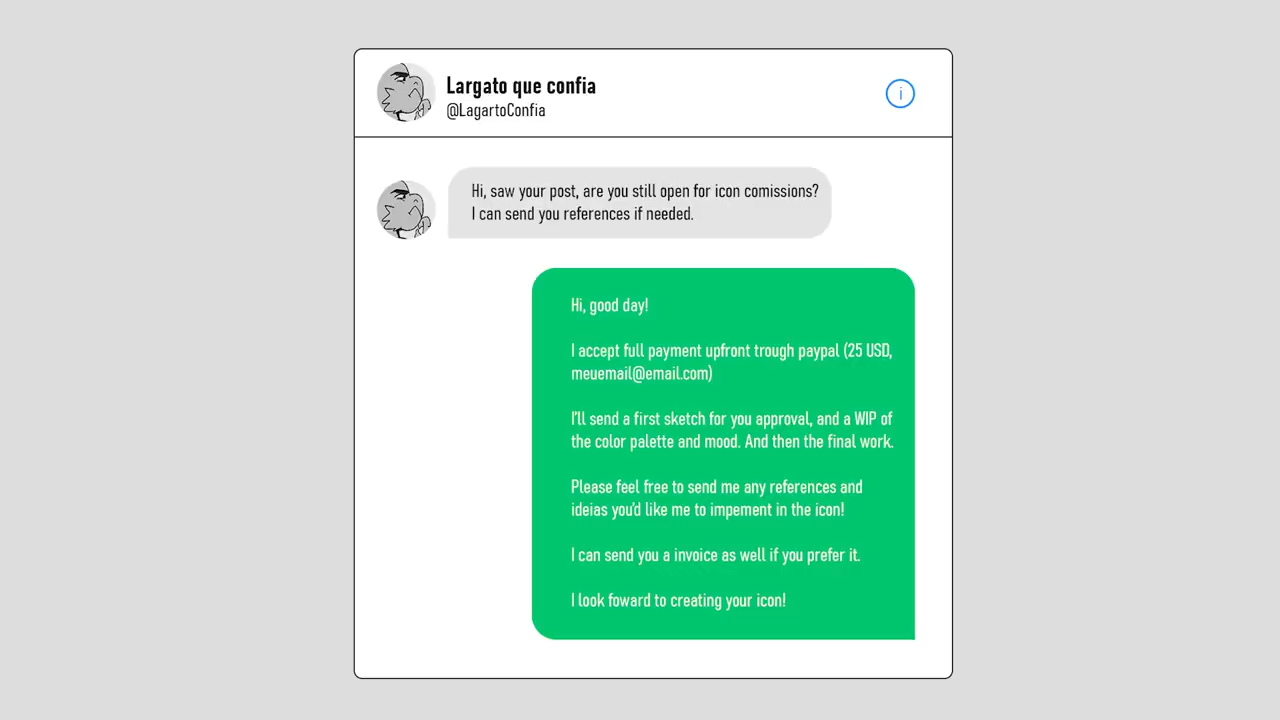 Largato que confia
@LagartoConfia
i
Hi, saw your post, are you still open for icon comissions?
I can send you references if needed.
Hi, good day!
I accept full payment upfront trough paypal (25 USD,
meuemail@email.com)
I'll send a first sketch for you approval, and a WIP of
the color palette and mood. And then the final work.
Please feel free to send me any references and
ideias you'd like me to impement in the icon!
I can send you a invoice as well if you prefer it.
I look foward to creating your icon!